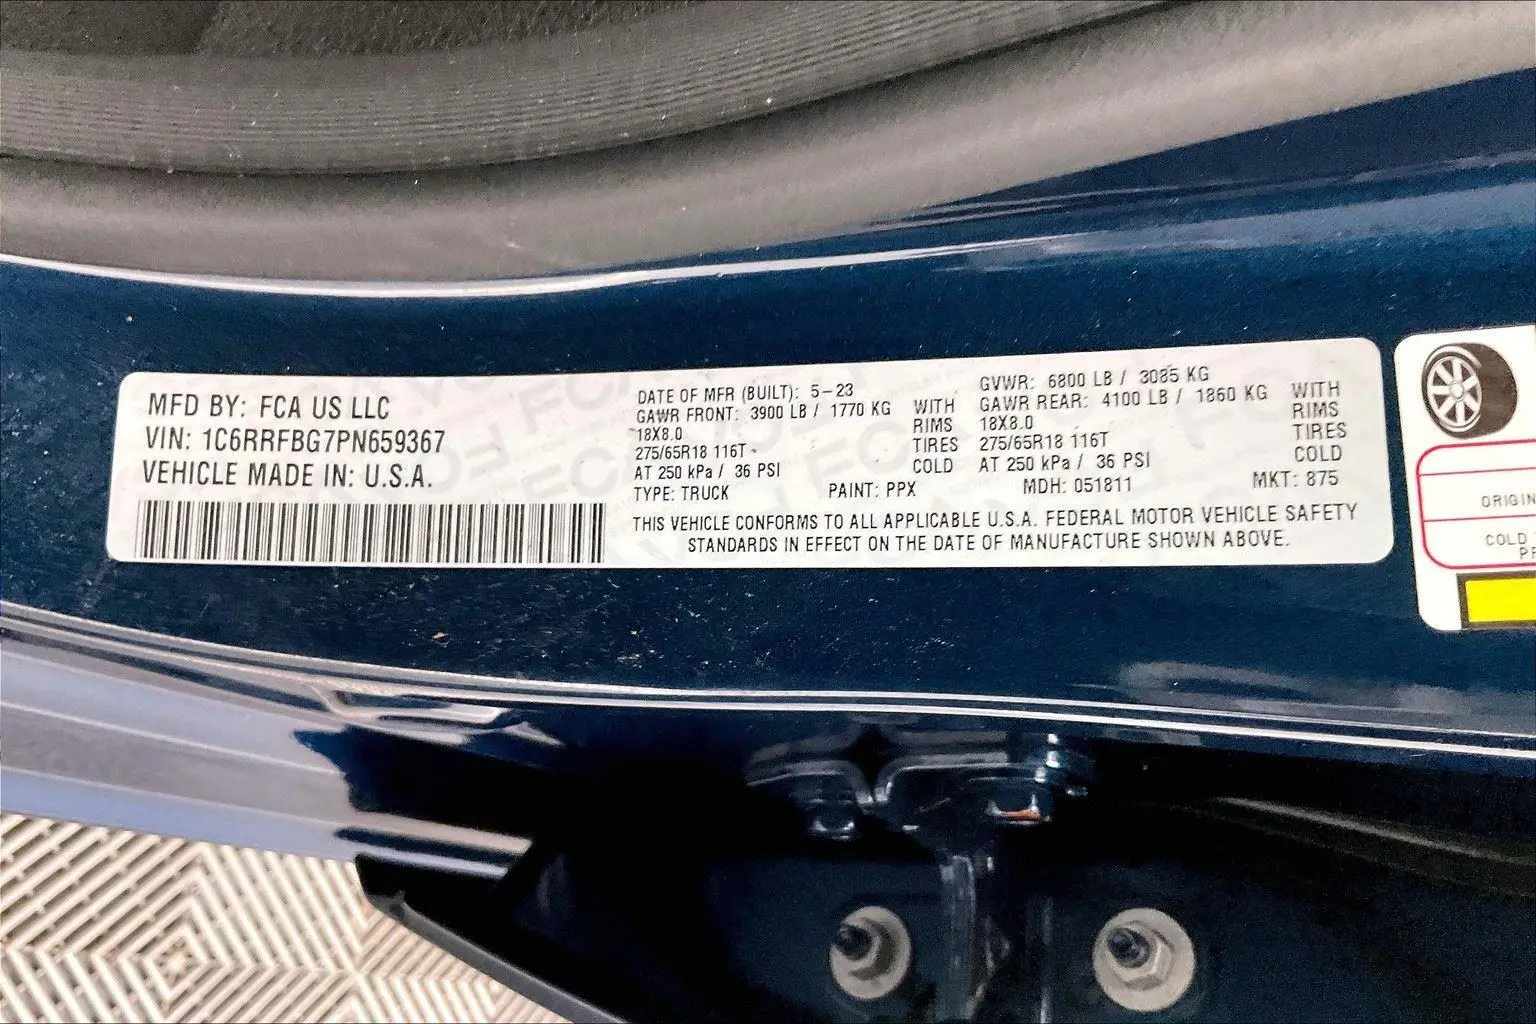 MFD BY: FCA US LLC
VIN: 1C6RRFBG7PN659367
VEHICLE MADE IN: U.S.A.
DATE OF MFR (BUILT): 5-23
GAWR FRONT: 3900 LB / 1770 KG WITH
18X8.0 RIMS
275/65R18 116T TIRES
AT 250 kPa / 36 PSI COLD
GVWR: 6800 LB / 3085 KG
GAWR REAR: 4100 LB / 1860 KG WITH
18X8.0 RIMS
275/65R18 116T TIRES
AT 250 kPa / 36 PSI COLD
TYPE: TRUCK PAINT: PPX MDH: 051811 MKT: 875
THIS VEHICLE CONFORMS TO ALL APPLICABLE U.S.A. FEDERAL MOTOR VEHICLE SAFETY
STANDARDS IN EFFECT ON THE DATE OF MANUFACTURE SHOWN ABOVE.
COLD